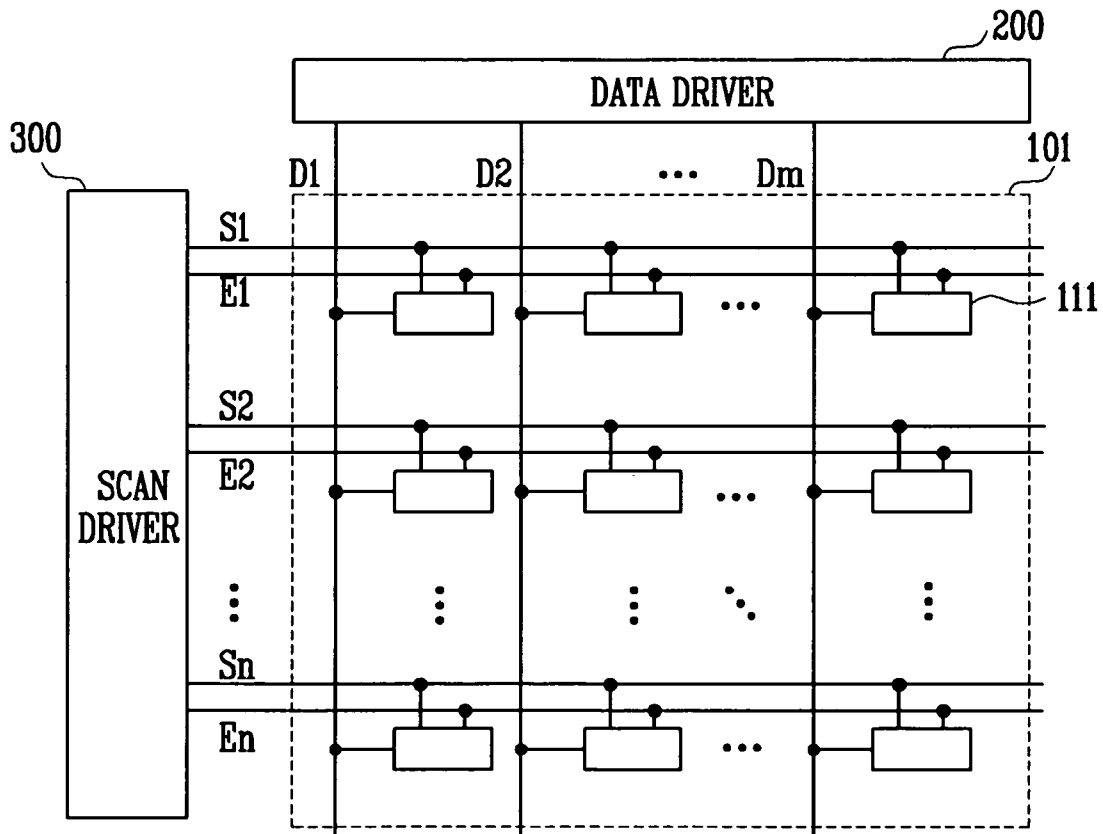 200
DATA DRIVER
300
D1 D2 ... Dm
101
S1
E1
...
111
S2
E2
...
SCAN
DRIVER
Sn
En
...